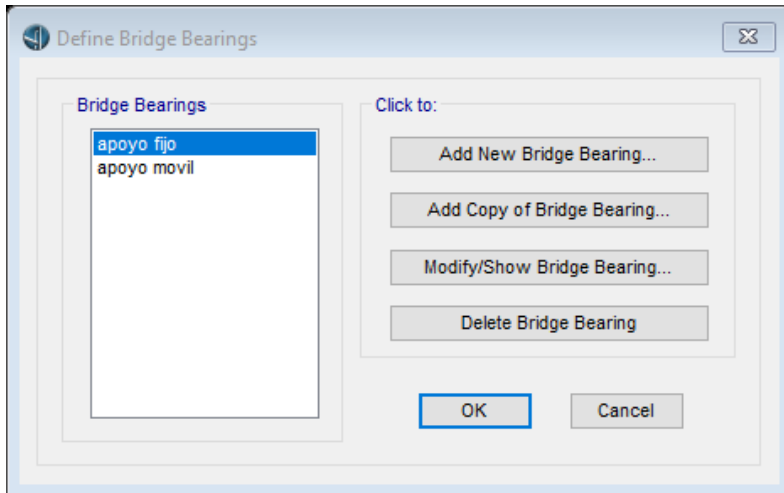 Define Bridge Bearings
Bridge Bearings
apoyo fijo
apoyo movil
Click to:
Add New Bridge Bearing...
Add Copy of Bridge Bearing...
Modify/Show Bridge Bearing...
Delete Bridge Bearing
OK
Cancel